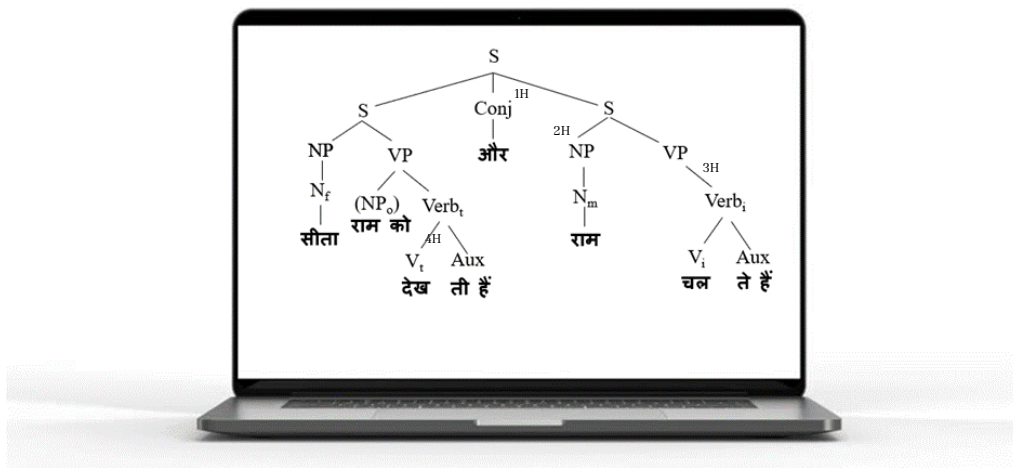 S
S Conj 1H S
NP VP और 2H NP VP 3H
N_f (NP_o) Verb_t N_m Verb_i
सीता राम को 4H राम
V_t Aux V_i Aux
देख ती हैं चल ते हैं